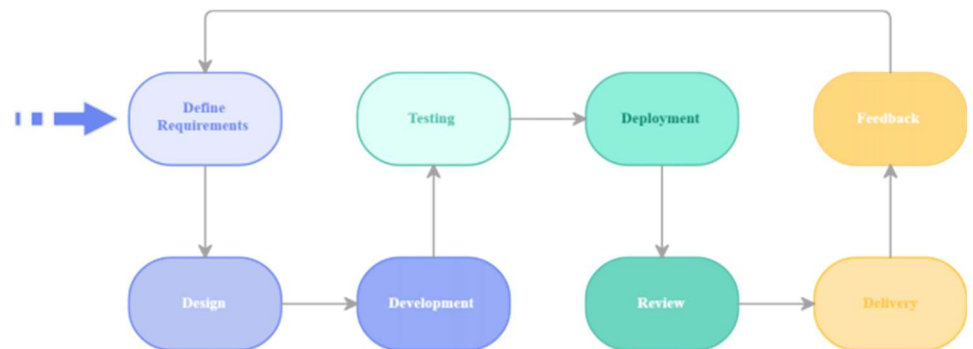 Define
Requirements
Testing
Deployment
Feedback
Design
Development
Review
Delivery